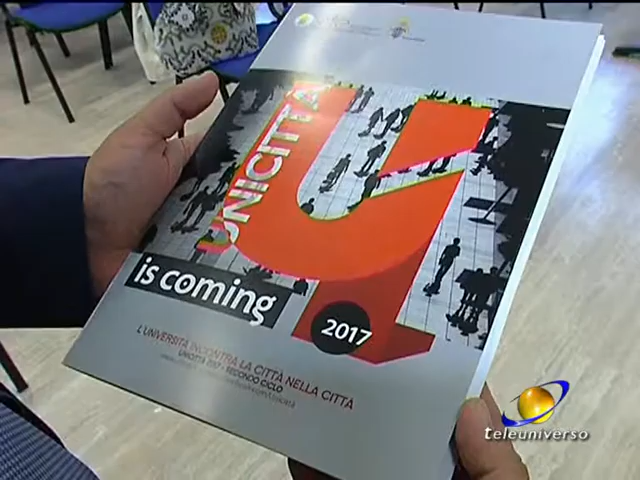 UNICITTÀ
is coming
2017
L'UNIVERSITÀ INCONTRA LA CITTÀ NELLA CITTÀ
UNICITTÀ 2017 - SECONDO CICLO
teleuniverso